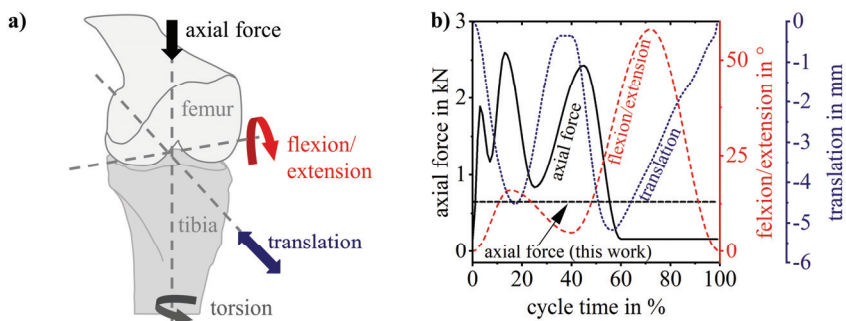 a)
axial force
femur
flexion/
extension
tibia
translation
torsion
b)
axial force in kN
3
2
1
0
axial force
flexion/extension
translation
axial force (this work)
0
20
40
60
80
100
cycle time in %
50
25
0
felxion/extension in °
0
-1
-2
-3
-4
-5
-6
translation in mm